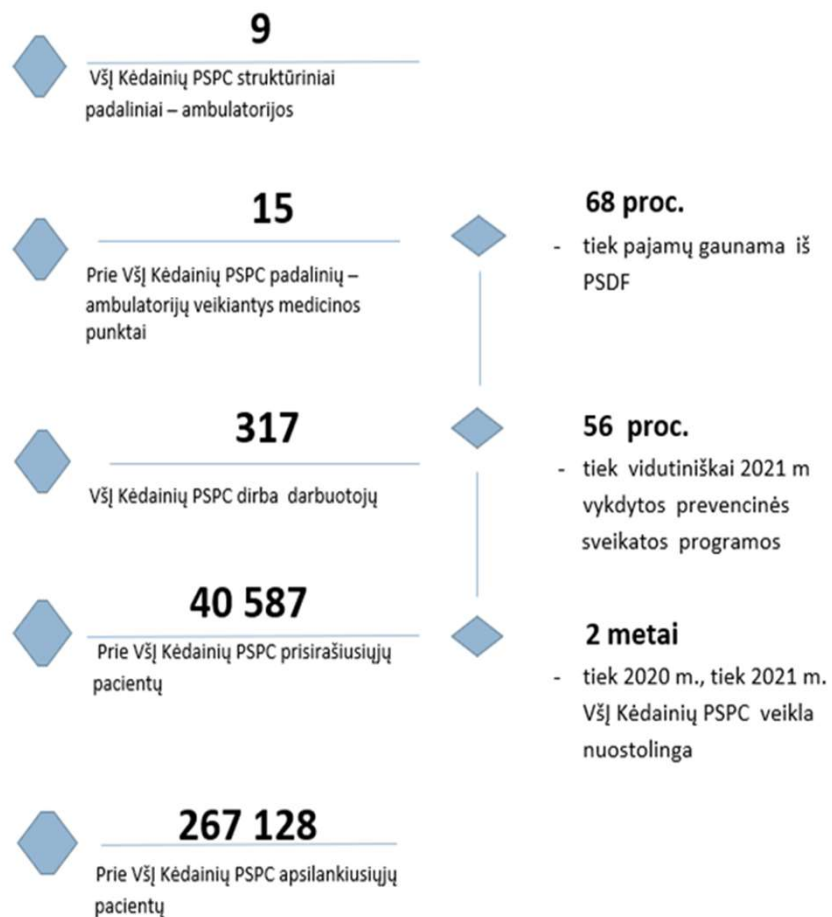 9
VšĮ Kėdainių PSPC struktūriniai
padaliniai – ambulatorijos
15
Prie VšĮ Kėdainių PSPC padalinių –
ambulatorijų veikiantys medicinos
punktai
317
VšĮ Kėdainių PSPC dirba darbuotojų
40 587
Prie VšĮ Kėdainių PSPC prisirašiusiųjų
pacientų
267 128
Prie VšĮ Kėdainių PSPC apsilankiusiųjų
pacientų
68 proc.
- tiek pajamų gaunama iš
PSDF
56 proc.
- tiek vidutiniškai 2021 m
vykdytos prevencinės
sveikatos programos
2 metai
- tiek 2020 m., tiek 2021 m.
VšĮ Kėdainių PSPC veikla
nuostolinga